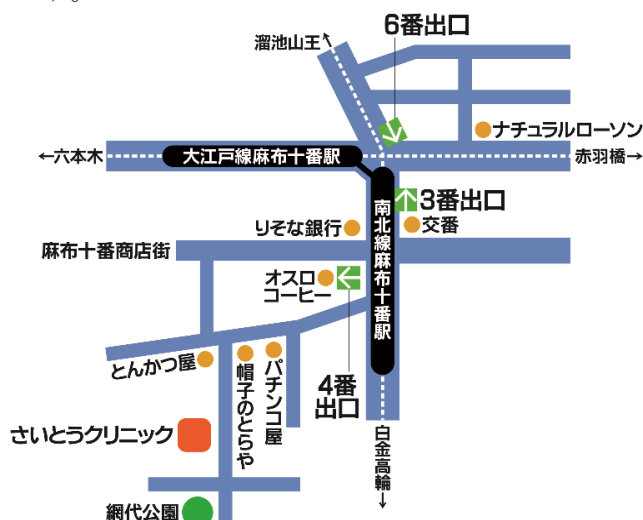 6番出口
溜池山王
ナチュラルローソン
←六本木
大江戸線麻布十番駅
赤羽橋→
南北線麻布十番駅
3番出口
りそな銀行
交番
麻布十番商店街
オスロ
コーヒー
とんかつ屋
帽子のとらや
パチンコ屋
4番
出口
さいとうクリニック
白金高輪
網代公園